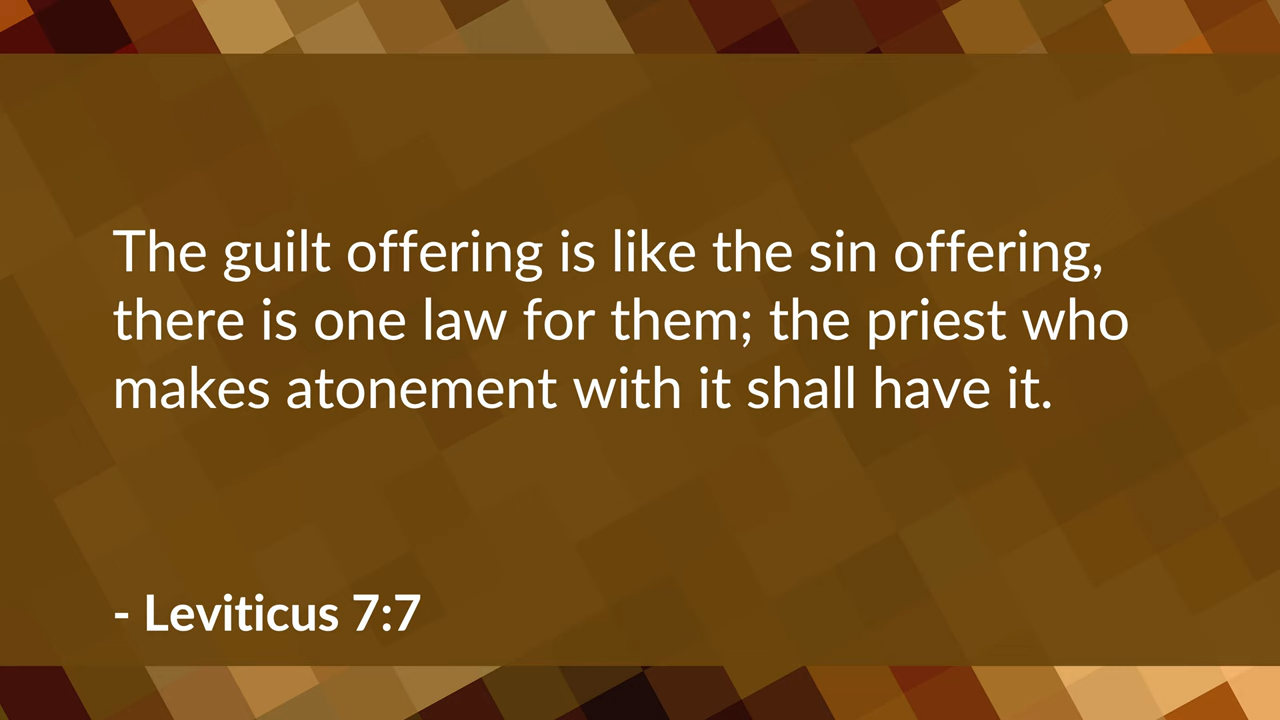 The guilt offering is like the sin offering,
there is one law for them; the priest who
makes atonement with it shall have it.
- Leviticus 7:7